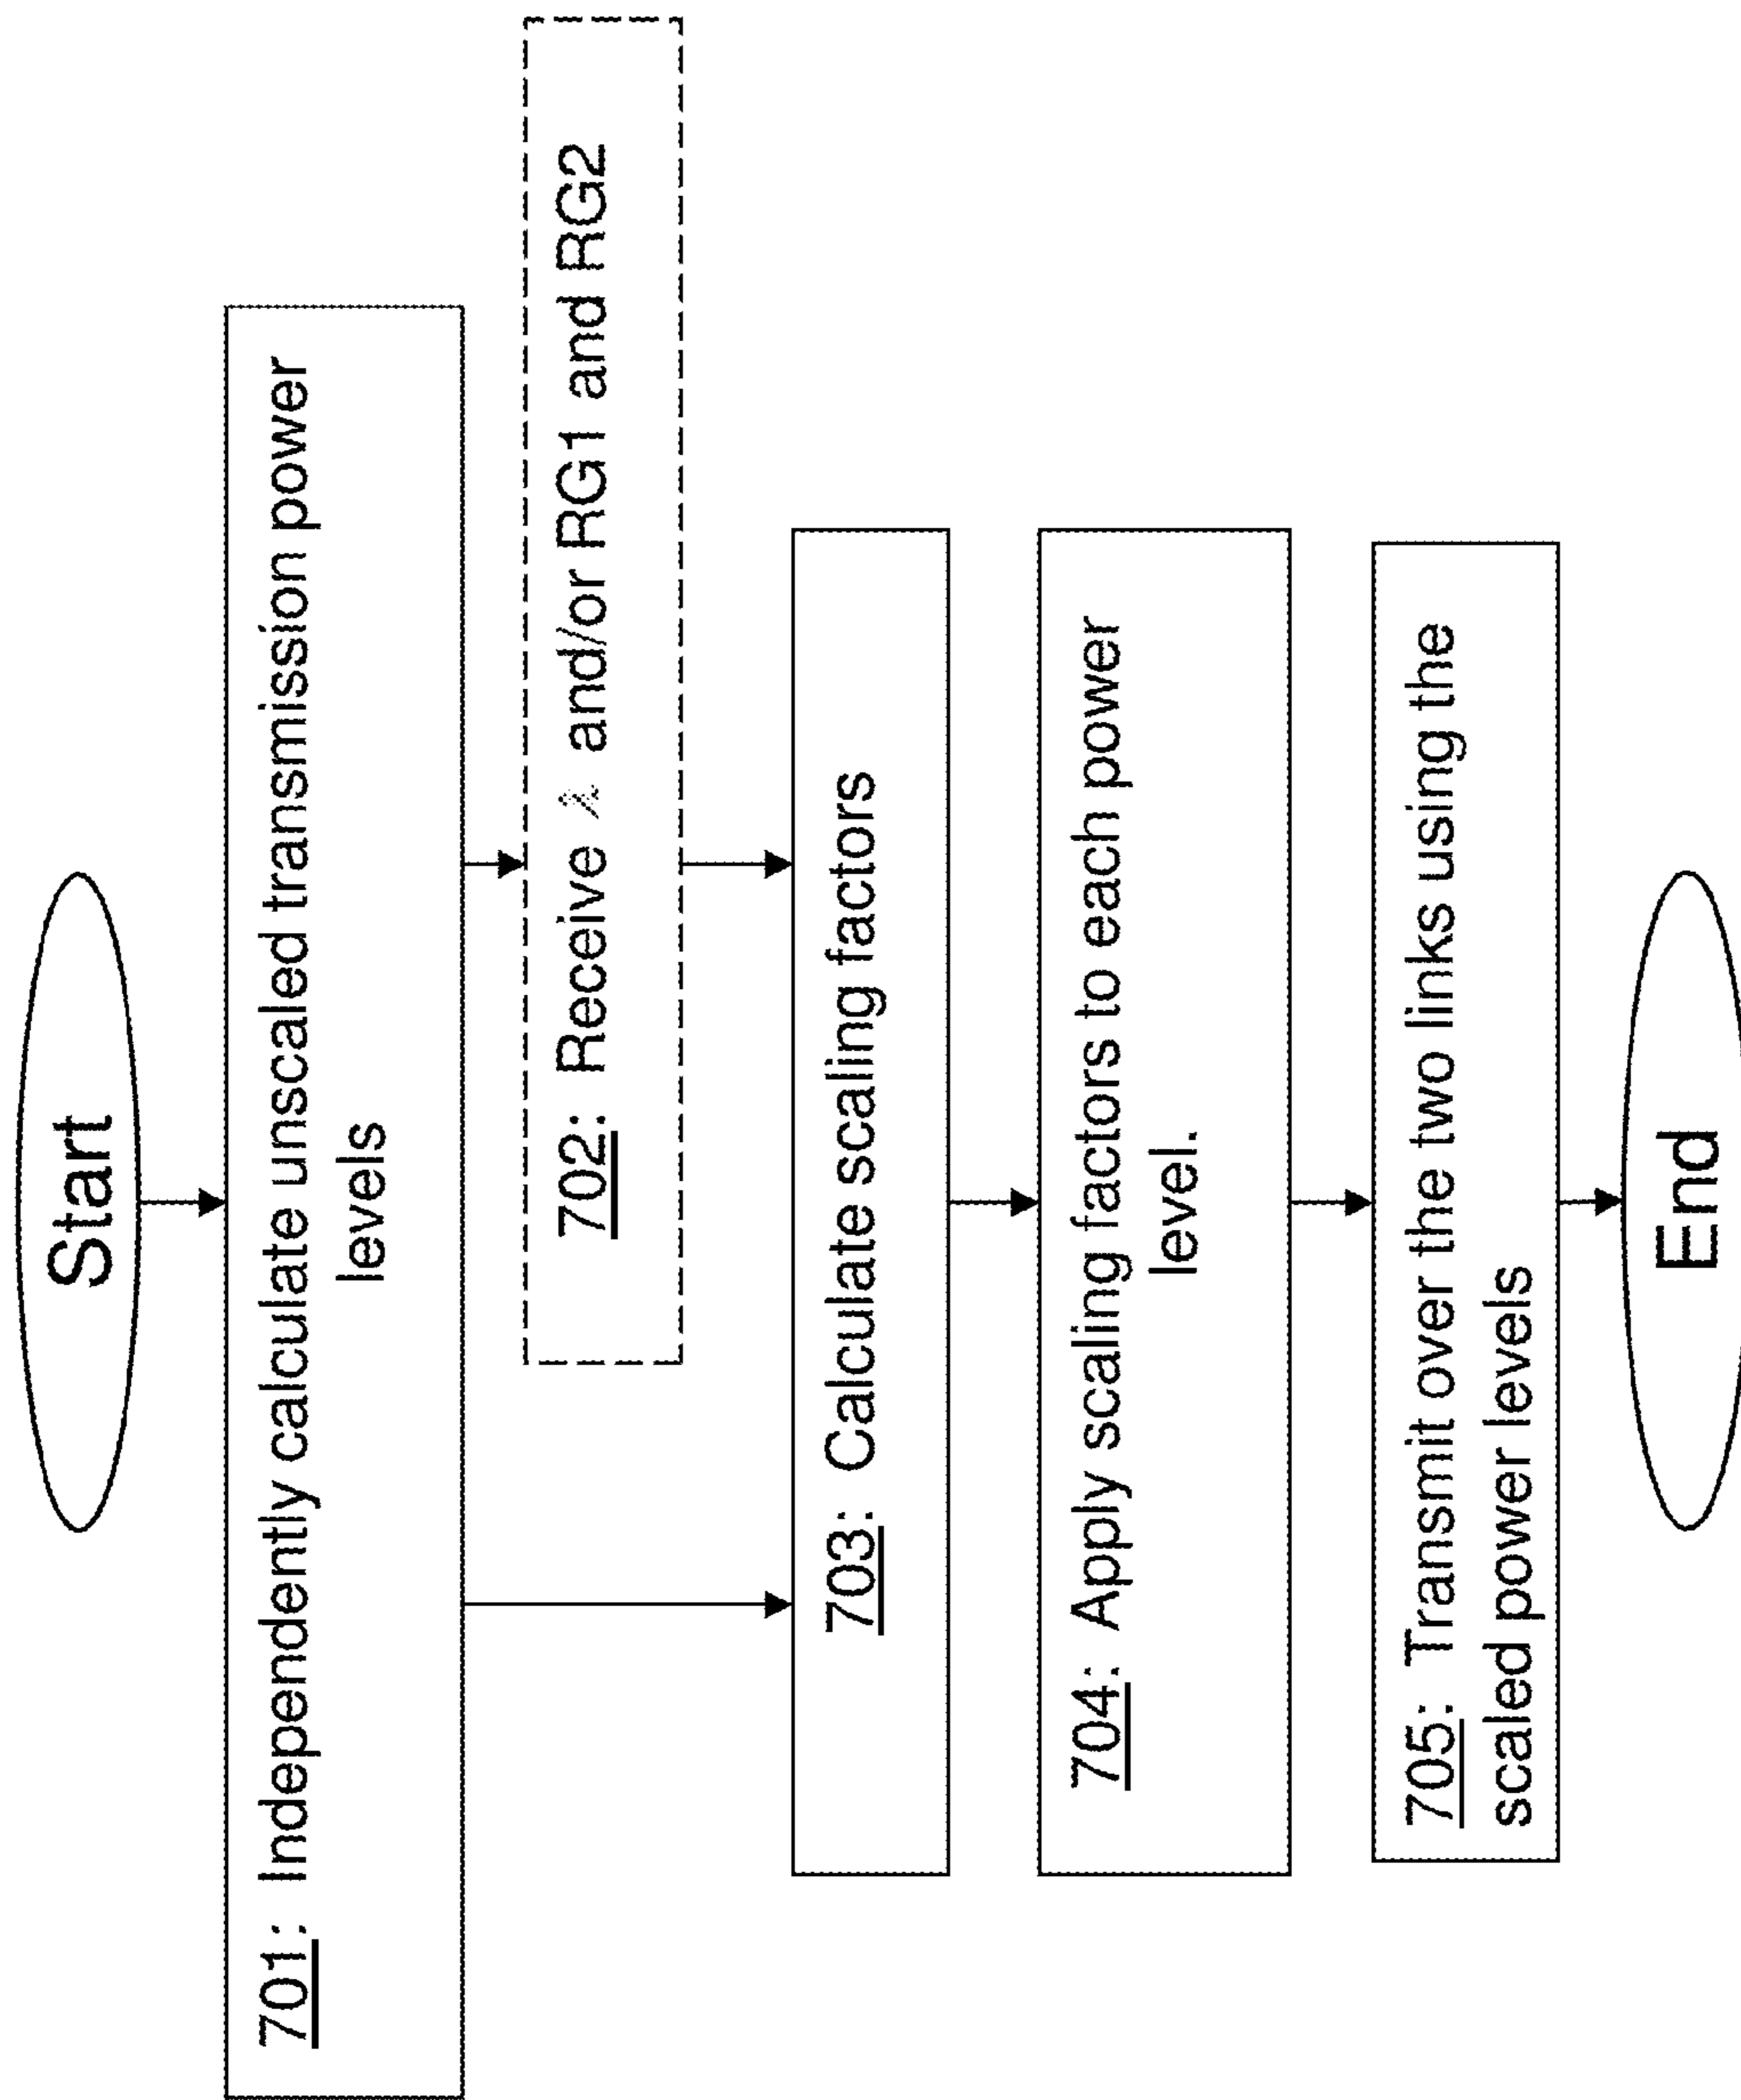 Start
701: Independently calculate unscaled transmission power
levels
702: Receive and/or RG1 and RG2
703: Calculate scaling factors
704: Apply scaling factors to each power
level.
705: Transmit over the two links using the
scaled power levels
End